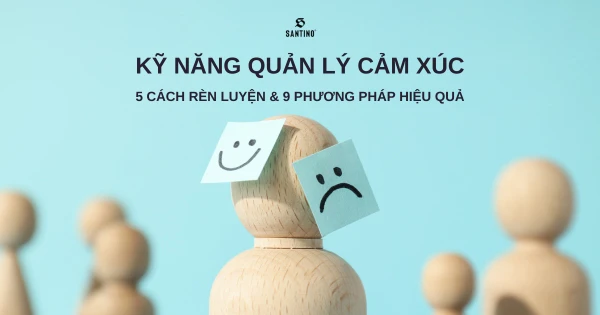 SANTINO
KỸ NĂNG QUẢN LÝ CẢM XÚC
5 CÁCH RÈN LUYỆN & 9 PHƯƠNG PHÁP HIỆU QUẢ